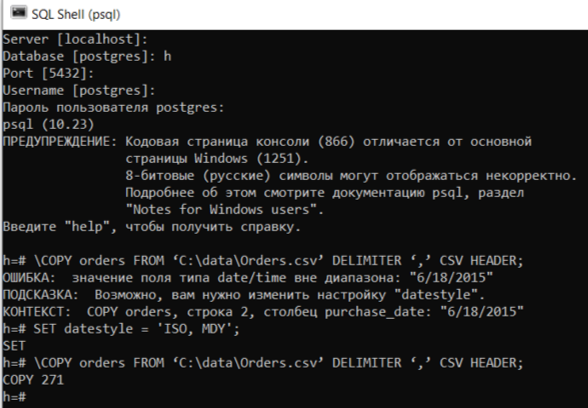 SQL Shell (psql)
Server [localhost]:
Database [postgres]: h
Port [5432]:
Username [postgres]:
Пароль пользователя postgres:
psql (10.23)
ПРЕДУПРЕЖДЕНИЕ: Кодовая страница консоли (866) отличается от основной
страницы Windows (1251).
8-битовые (русские) символы могут отображаться некорректно.
Подробнее об этом смотрите документацию psql, раздел
"Notes for Windows users".
Введите "help", чтобы получить справку.
h=# \COPY orders FROM ‘C:\data\Orders.csv’ DELIMITER ‘,’ CSV HEADER;
ОШИБКА:  значение поля типа date/time вне диапазона: "6/18/2015"
ПОДСКАЗКА:  Возможно, вам нужно изменить настройку "datestyle".
КОНТЕКСТ:  COPY orders, строка 2, столбец purchase_date: "6/18/2015"
h=# SET datestyle = 'ISO, MDY';
SET
h=# \COPY orders FROM ‘C:\data\Orders.csv’ DELIMITER ‘,’ CSV HEADER;
COPY 271
h=#